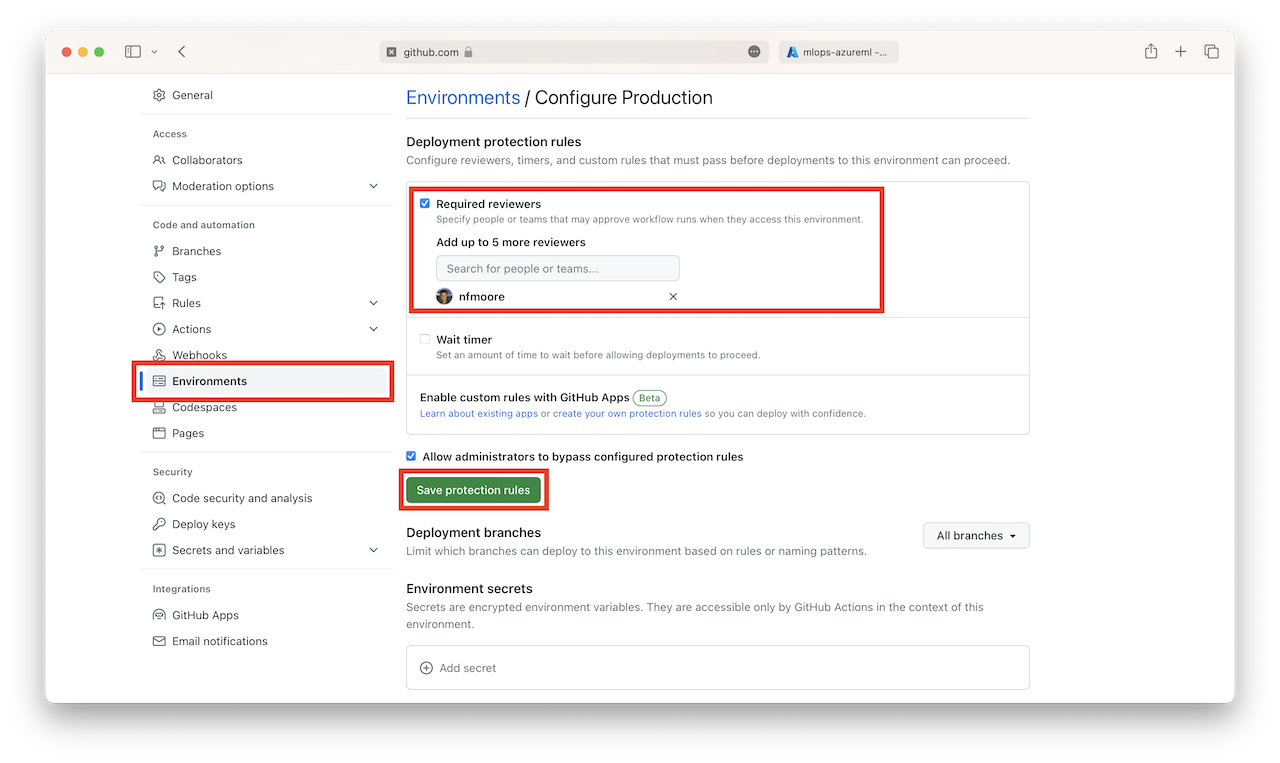 github.com
mlops-azureml -...
General
Access
Collaborators
Moderation options
Code and automation
Branches
Tags
Rules
Actions
Webhooks
Environments
Codespaces
Pages
Security
Code security and analysis
Deploy keys
Secrets and variables
Integrations
GitHub Apps
Email notifications
Environments / Configure Production
Deployment protection rules
Configure reviewers, timers, and custom rules that must pass before deployments to this environment can proceed.
Required reviewers
Specify people or teams that may approve workflow runs when they access this environment.
Add up to 5 more reviewers
Search for people or teams...
nfmoore
Wait timer
Set an amount of time to wait before allowing deployments to proceed.
Enable custom rules with GitHub Apps Beta
Learn about existing apps or create your own protection rules so you can deploy with confidence.
Allow administrators to bypass configured protection rules
Save protection rules
Deployment branches
Limit which branches can deploy to this environment based on rules or naming patterns.
All branches
Environment secrets
Secrets are encrypted environment variables. They are accessible only by GitHub Actions in the context of this
environment.
Add secret